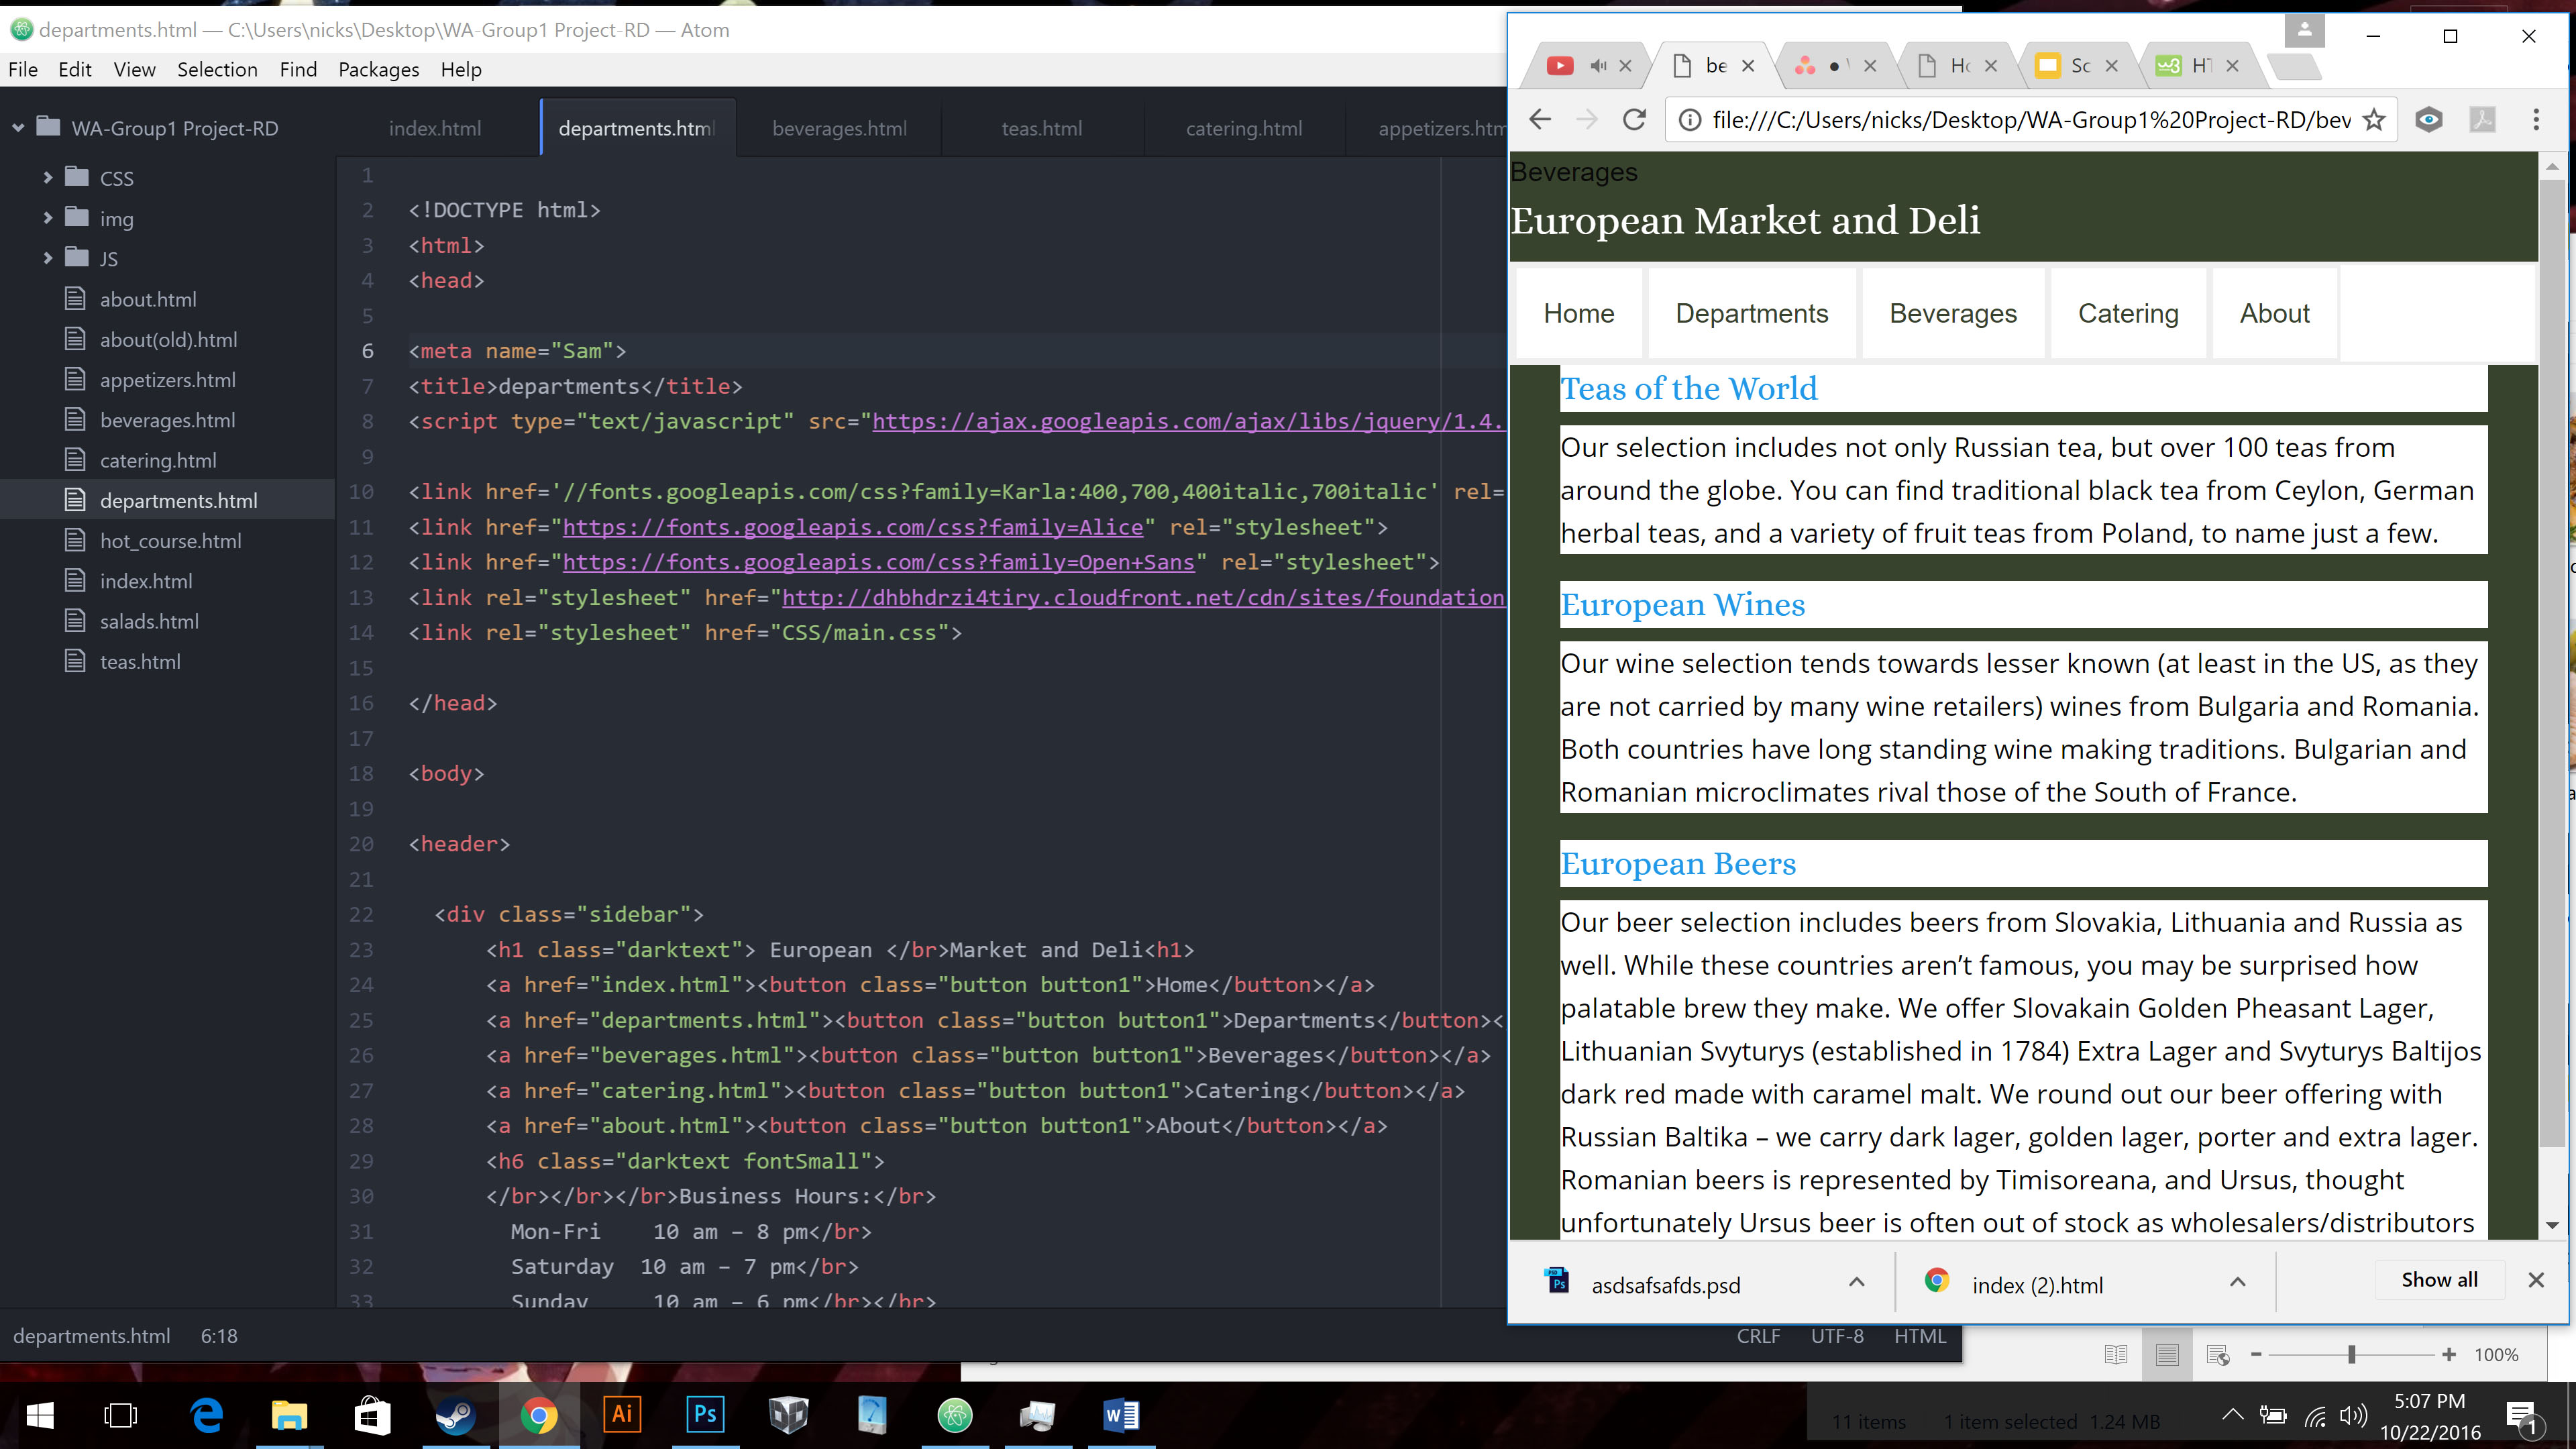 departments.html — C:\Users\nicks\Desktop\WA-Group1 Project-RD — Atom
File Edit View Selection Find Packages Help
WA-Group1 Project-RD
CSS
img
JS
about.html
about(old).html
appetizers.html
beverages.html
catering.html
departments.html
hot_course.html
index.html
salads.html
teas.html
index.html departments.html beverages.html teas.html catering.html appetizers.htm
1
2 <!DOCTYPE html>
3 <html>
4 <head>
5
6 <meta name="Sam">
7 <title>departments</title>
8 <script type="text/javascript" src="https://ajax.googleapis.com/ajax/libs/jquery/1.4.
9
10 <link href='//fonts.googleapis.com/css?family=Karla:400,700,400italic,700italic' rel=
11 <link href="https://fonts.googleapis.com/css?family=Alice" rel="stylesheet">
12 <link href="https://fonts.googleapis.com/css?family=Open+Sans" rel="stylesheet">
13 <link rel="stylesheet" href="http://dhbhdrzi4tiry.cloudfront.net/cdn/sites/foundation
14 <link rel="stylesheet" href="CSS/main.css">
15
16 </head>
17
18 <body>
19
20 <header>
21
22 <div class="sidebar">
23 <h1 class="darktext"> European </br>Market and Deli<h1>
24 <a href="index.html"><button class="button button1">Home</button></a>
25 <a href="departments.html"><button class="button button1">Departments</button><
26 <a href="beverages.html"><button class="button button1">Beverages</button></a>
27 <a href="catering.html"><button class="button button1">Catering</button></a>
28 <a href="about.html"><button class="button button1">About</button></a>
29 <h6 class="darktext fontSmall">
30 </br></br></br>Business Hours:</br>
31 Mon-Fri 10 am – 8 pm</br>
32 Saturday 10 am – 7 pm</br>
33 Sunday 10 am – 6 pm</br></br>
departments.html 6:18 CRLF UTF-8 HTML
be Sc
file:///C:/Users/nicks/Desktop/WA-Group1%20Project-RD/bev
Beverages
European Market and Deli
Home Departments Beverages Catering About
Teas of the World
Our selection includes not only Russian tea, but over 100 teas from
around the globe. You can find traditional black tea from Ceylon, German
herbal teas, and a variety of fruit teas from Poland, to name just a few.
European Wines
Our wine selection tends towards lesser known (at least in the US, as they
are not carried by many wine retailers) wines from Bulgaria and Romania.
Both countries have long standing wine making traditions. Bulgarian and
Romanian microclimates rival those of the South of France.
European Beers
Our beer selection includes beers from Slovakia, Lithuania and Russia as
well. While these countries aren’t famous, you may be surprised how
palatable brew they make. We offer Slovakain Golden Pheasant Lager,
Lithuanian Svyturys (established in 1784) Extra Lager and Svyturys Baltijos
dark red made with caramel malt. We round out our beer offering with
Russian Baltika – we carry dark lager, golden lager, porter and extra lager.
Romanian beers is represented by Timisoreana, and Ursus, thought
unfortunately Ursus beer is often out of stock as wholesalers/distributors
asdsafsafds.psd index (2).html Show all
100%
11 items 1 item selected 1.24 MB
5:07 PM
10/22/2016
1